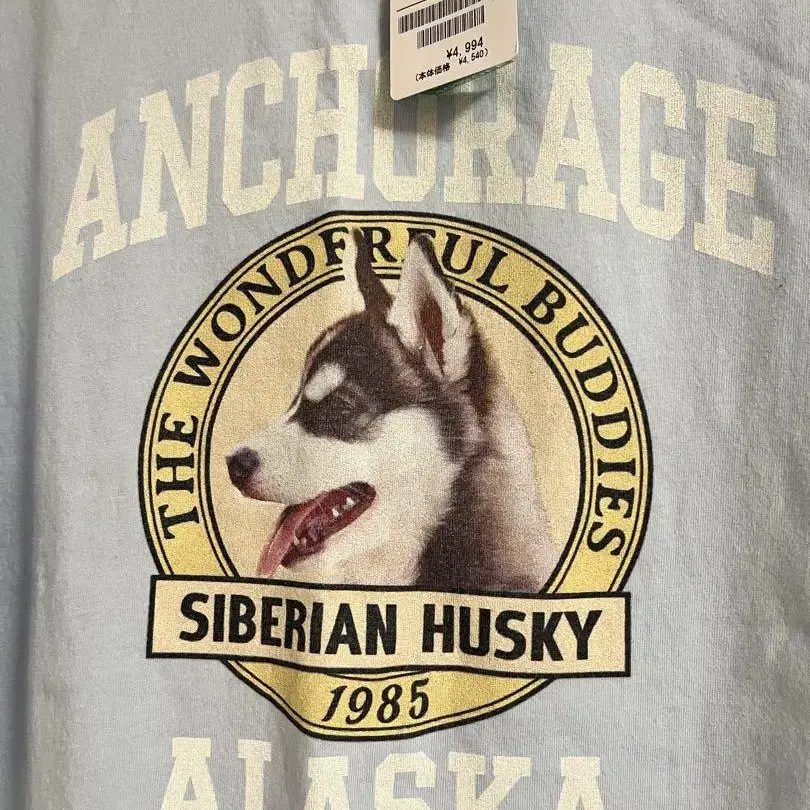 ¥4,994
(本体価格 ¥4,540)
ANCHORAGE
THE WONDERFUL BUDDIES
SIBERIAN HUSKY
1985
ALASKA